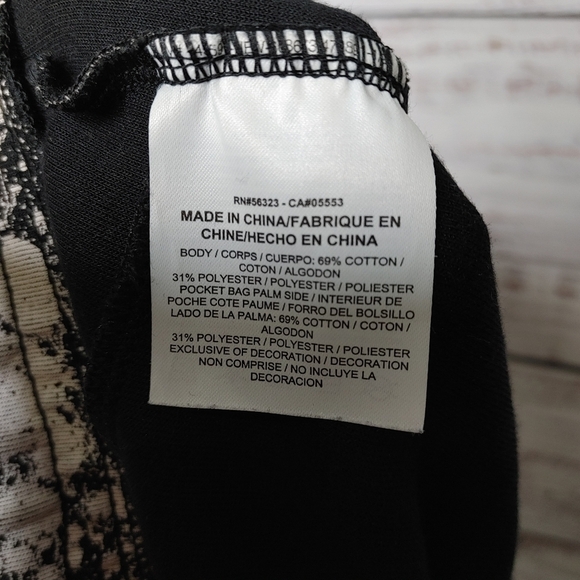 RN#56323 - CA#05553
MADE IN CHINA/FABRIQUE EN
CHINE/HECHO EN CHINA
BODY / CORPS / CUERPO: 69% COTTON /
COTON / ALGODON
31% POLYESTER / POLYESTER / POLIESTER
POCKET BAG PALM SIDE / INTERIEUR DE
POCHE COTE PAUME / FORRO DEL BOLSILLO
LADO DE LA PALMA: 69% COTTON / COTON /
ALGODON
31% POLYESTER / POLYESTER / POLIESTER
EXCLUSIVE OF DECORATION / DECORATION
NON COMPRISE / NO INCLUYE LA
DECORACION